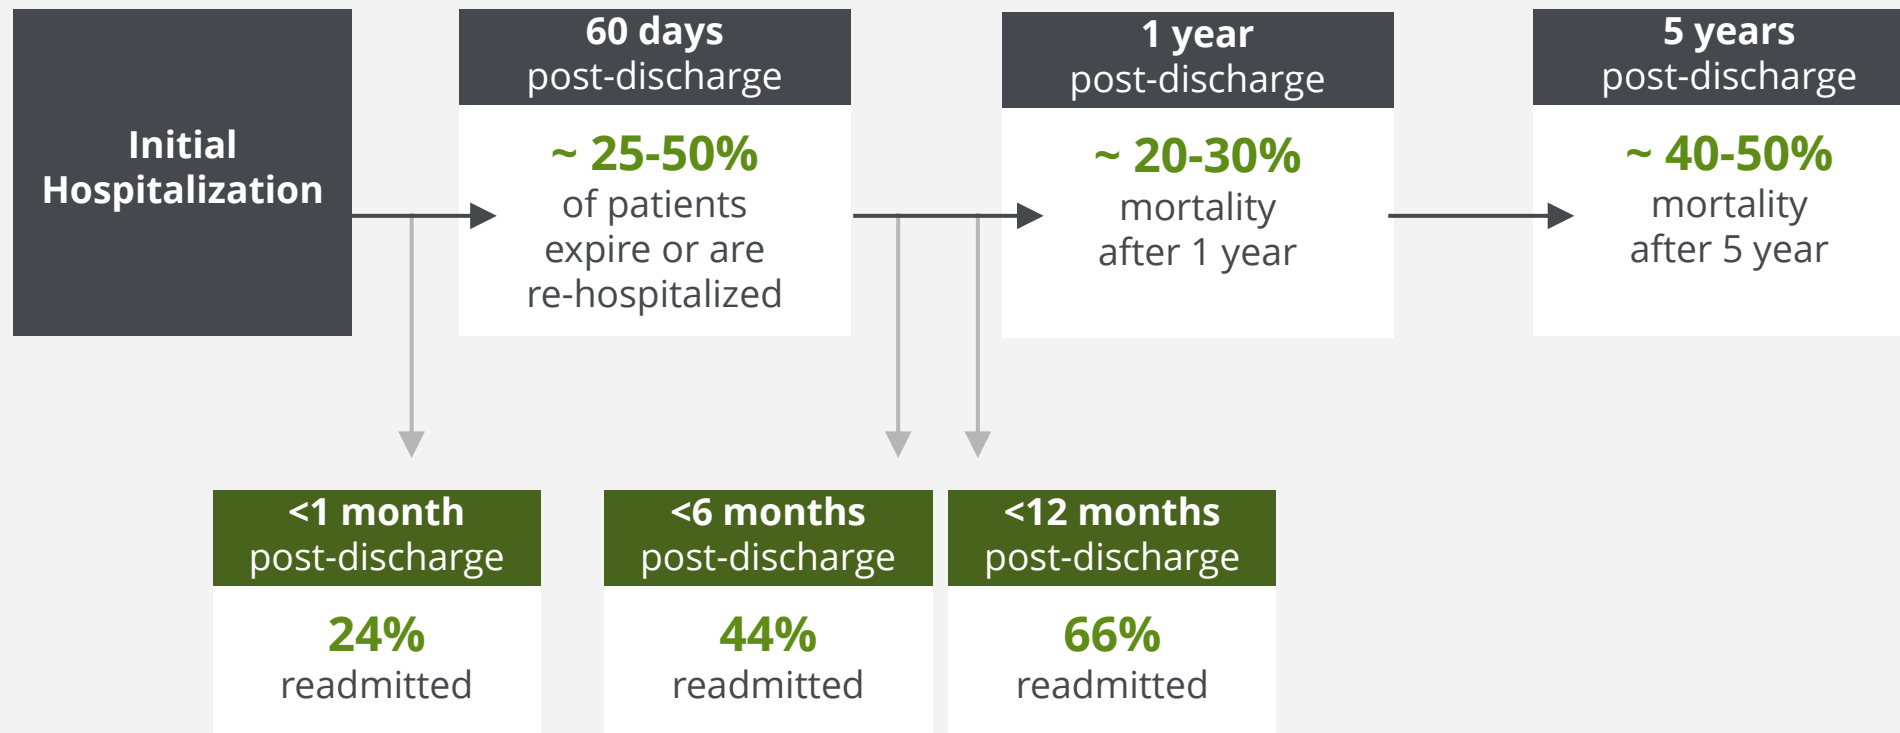 Initial
Hospitalization
60 days
post-discharge
~ 25-50%
of patients
expire or are
re-hospitalized
1 year
post-discharge
~ 20-30%
mortality
after 1 year
5 years
post-discharge
~ 40-50%
mortality
after 5 year
<1 month
post-discharge
24%
readmitted
<6 months
post-discharge
44%
readmitted
<12 months
post-discharge
66%
readmitted